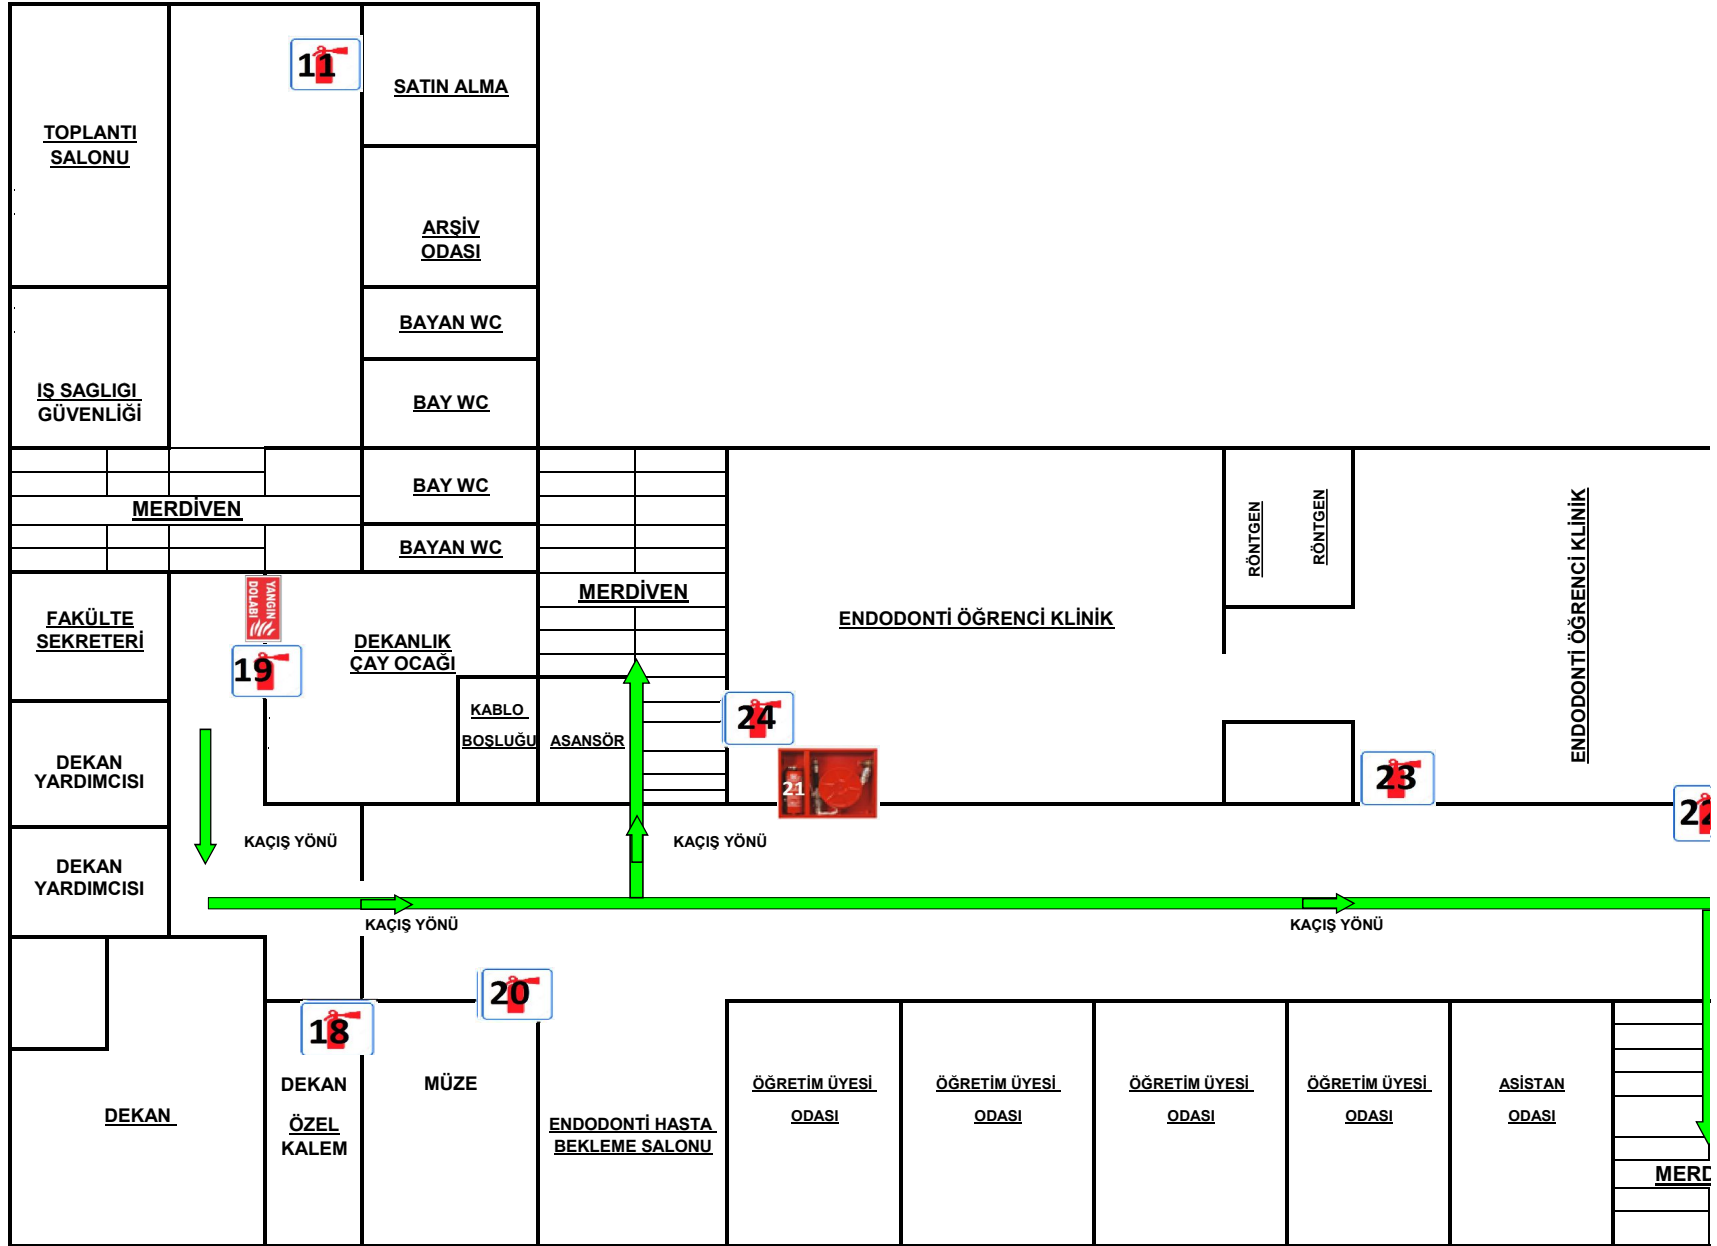 11
SATIN ALMA
TOPLANTI
SALONU
ARŞİV
ODASI
BAYAN WC
IŞ SAGLIGI
GÜVENLİĞİ
BAY WC
BAY WC
MERDİVEN
BAYAN WC
RÖNTGEN
RÖNTGEN
ENDODONTİ ÖĞRENCİ KLİNİK
YANGIN
DOLABI
MERDİVEN
FAKÜLTE
SEKRETERİ
ENDODONTİ ÖĞRENCİ KLİNİK
DEKANLIK
ÇAY OCAĞI
19
KABLO
BOŞLUĞU
ASANSÖR
24
DEKAN
YARDIMCISI
21
23
22
KAÇIŞ YÖNÜ
KAÇIŞ YÖNÜ
DEKAN
YARDIMCISI
KAÇIŞ YÖNÜ
KAÇIŞ YÖNÜ
20
18
DEKAN
ÖZEL
KALEM
MÜZE
DEKAN
ENDODONTİ HASTA
BEKLEME SALONU
ÖĞRETİM ÜYESİ
ODASI
ÖĞRETİM ÜYESİ
ODASI
ÖĞRETİM ÜYESİ
ODASI
ÖĞRETİM ÜYESİ
ODASI
ASİSTAN
ODASI
MERD